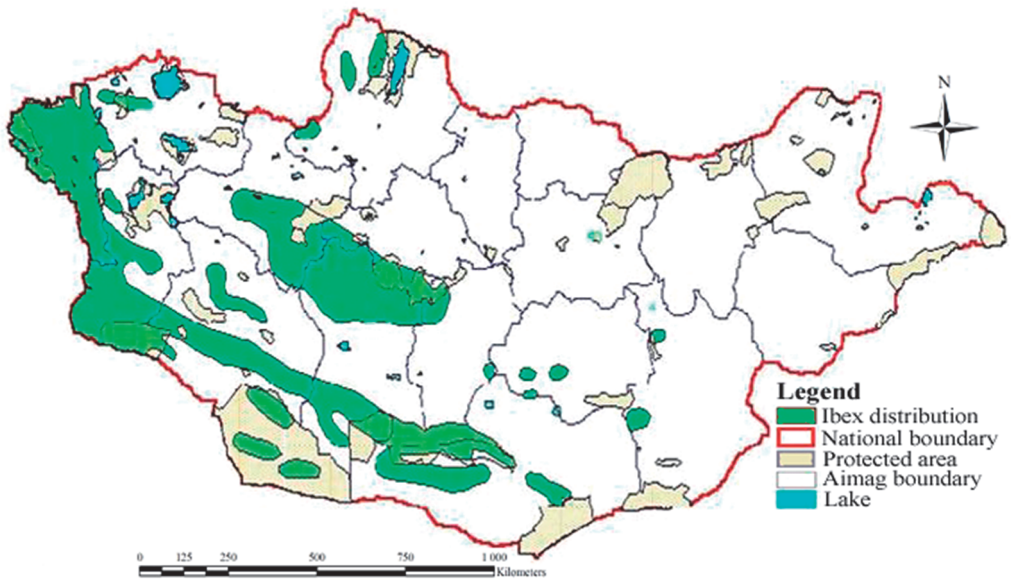 N
Legend
Ibex distribution
National boundary
Protected area
Aimag boundary
Lake
0 125 250 500 750 1 000
Kilometers